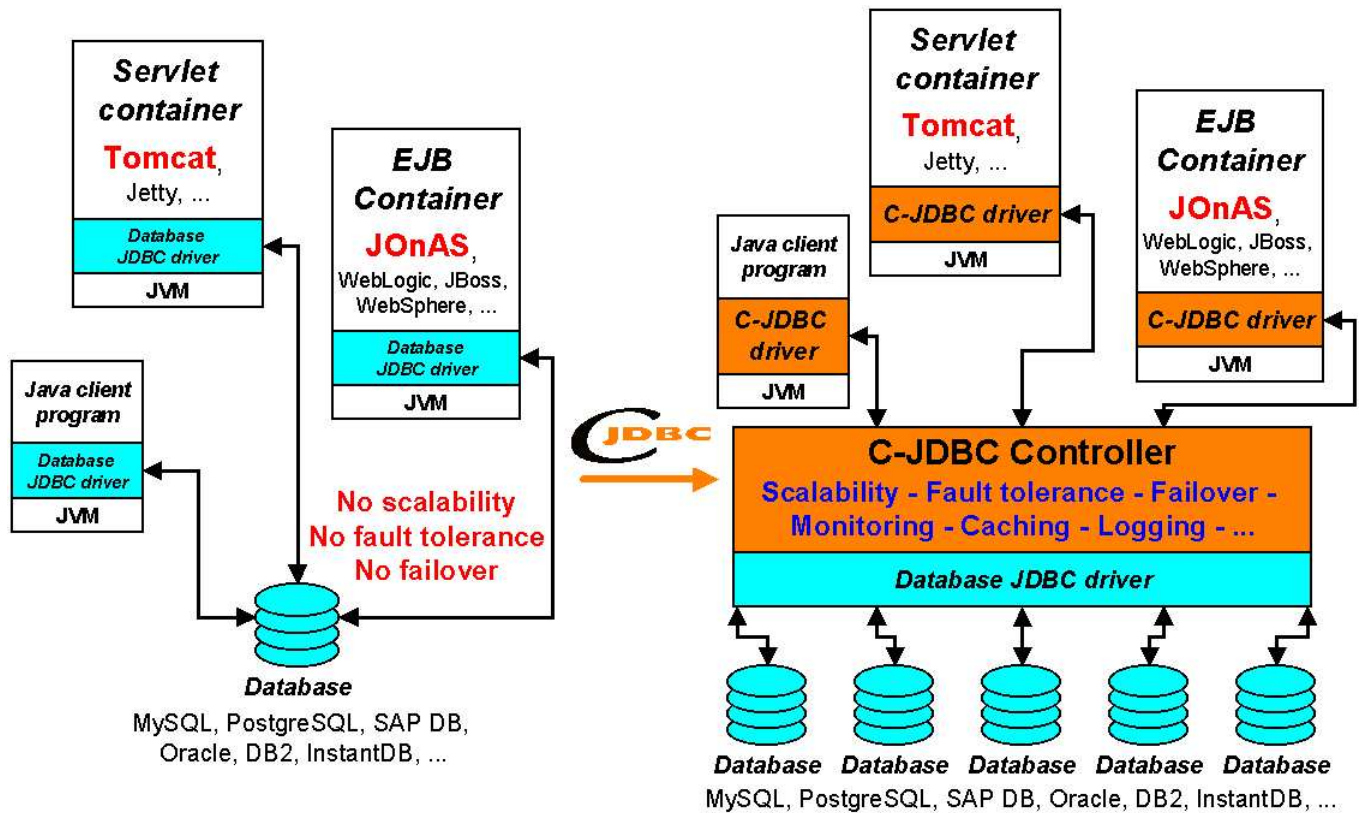 Servlet
container
Tomcat,
Jetty, ...
Database
JDBC driver
JVM
EJB
Container
JOnAS,
WebLogic, JBoss,
WebSphere, ...
Database
JDBC driver
JVM
Java client
program
Database
JDBC driver
JVM
No scalability
No fault tolerance
No failover
Database
MySQL, PostgreSQL, SAP DB,
Oracle, DB2, InstantDB, ...
C JDBC
Servlet
container
Tomcat,
Jetty, ...
C-JDBC driver
JVM
EJB
Container
JOnAS,
WebLogic, JBoss,
WebSphere, ...
C-JDBC driver
JVM
Java client
program
C-JDBC
driver
JVM
C-JDBC Controller
Scalability - Fault tolerance - Failover -
Monitoring - Caching - Logging - ...
Database JDBC driver
Database Database Database Database Database
MySQL, PostgreSQL, SAP DB, Oracle, DB2, InstantDB, ...